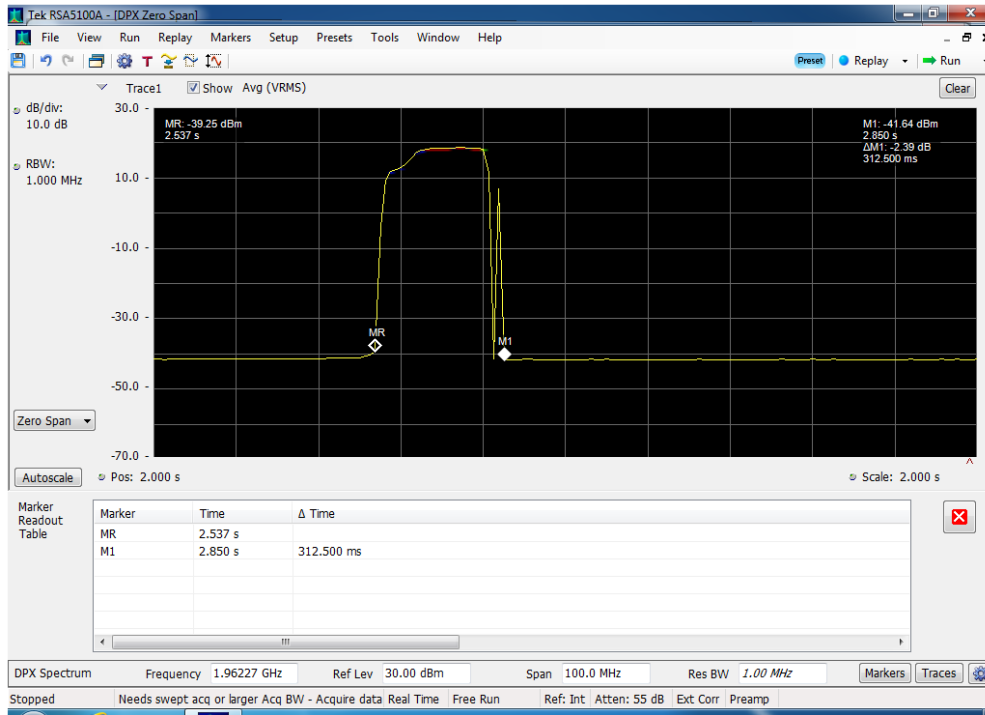 Tek RSA5100A - [DPX Zero Span]
File View Run Replay Markers Setup Presets Tools Window Help
T Preset Replay Run
Trace1 Show Avg (VRMS) Clear
dB/div:
10.0 dB
RBW:
1.000 MHz
30.0 -
10.0 -
-10.0 -
-30.0 -
-50.0 -
-70.0 -
MR: -39.25 dBm
2.537 s
M1: -41.64 dBm
2.850 s
ΔM1: -2.39 dB
312.500 ms
MR
M1
Zero Span
Autoscale Pos: 2.000 s Scale: 2.000 s
Marker
Readout
Table
Marker Time Δ Time
MR 2.537 s
M1 2.850 s 312.500 ms
DPX Spectrum Frequency 1.96227 GHz Ref Lev 30.00 dBm Span 100.0 MHz Res BW 1.00 MHz Markers Traces
Stopped Needs swept acq or larger Acq BW - Acquire data Real Time Free Run Ref: Int Atten: 55 dB Ext Corr Preamp